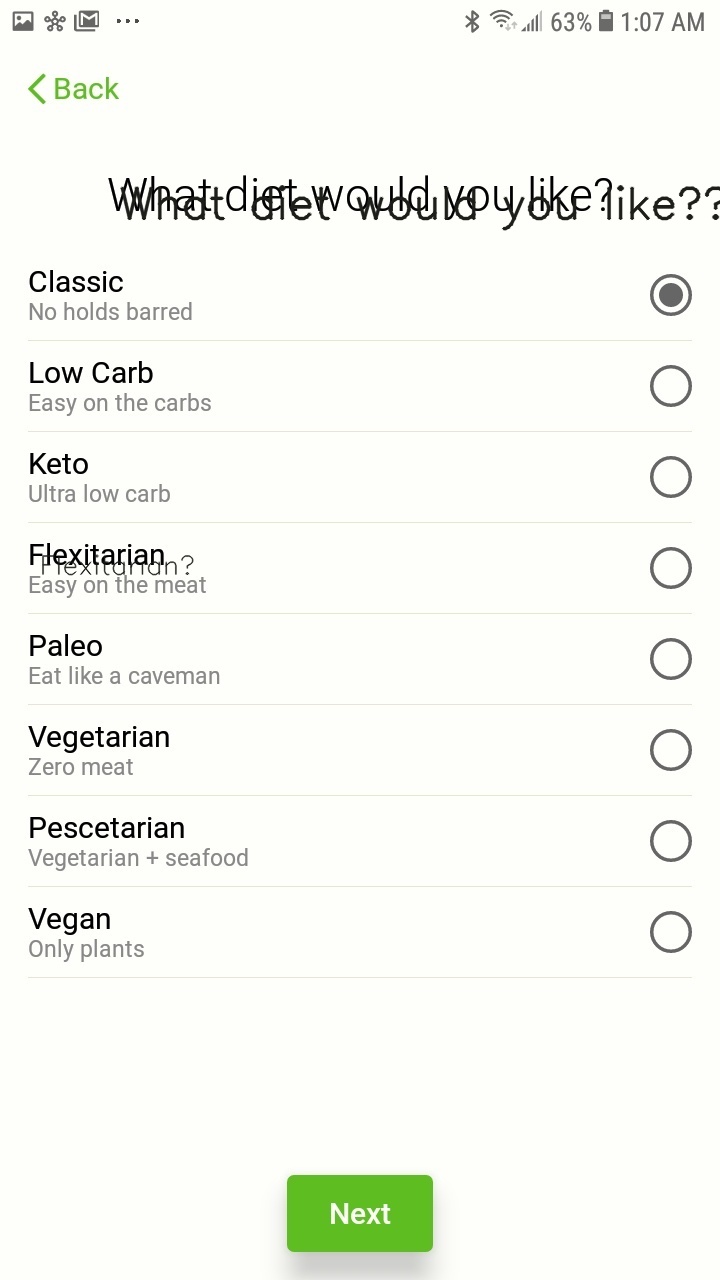 63% 1:07 AM
Back
What diet would you like?
What diet would you like??
Classic
No holds barred
Low Carb
Easy on the carbs
Keto
Ultra low carb
Flexitarian
Flexitarian?
Easy on the meat
Paleo
Eat like a caveman
Vegetarian
Zero meat
Pescetarian
Vegetarian + seafood
Vegan
Only plants
Next